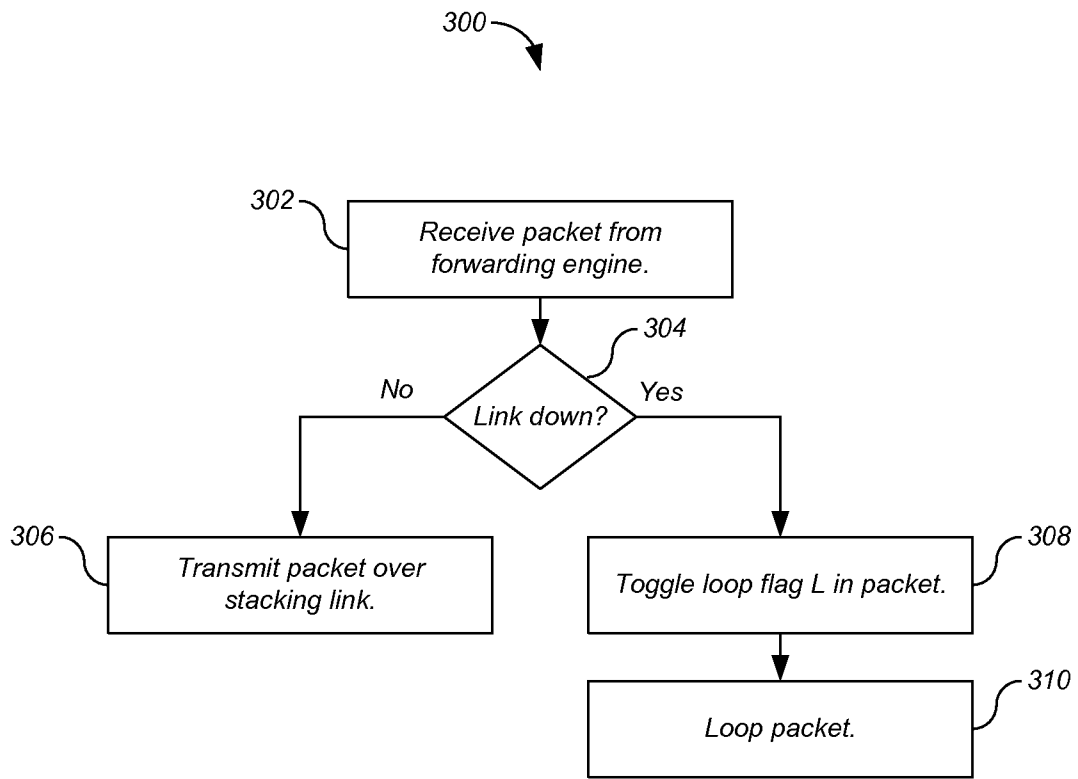 300
302
Receive packet from
forwarding engine.
304
No
Link down?
Yes
306
Transmit packet over
stacking link.
308
Toggle loop flag L in packet.
310
Loop packet.